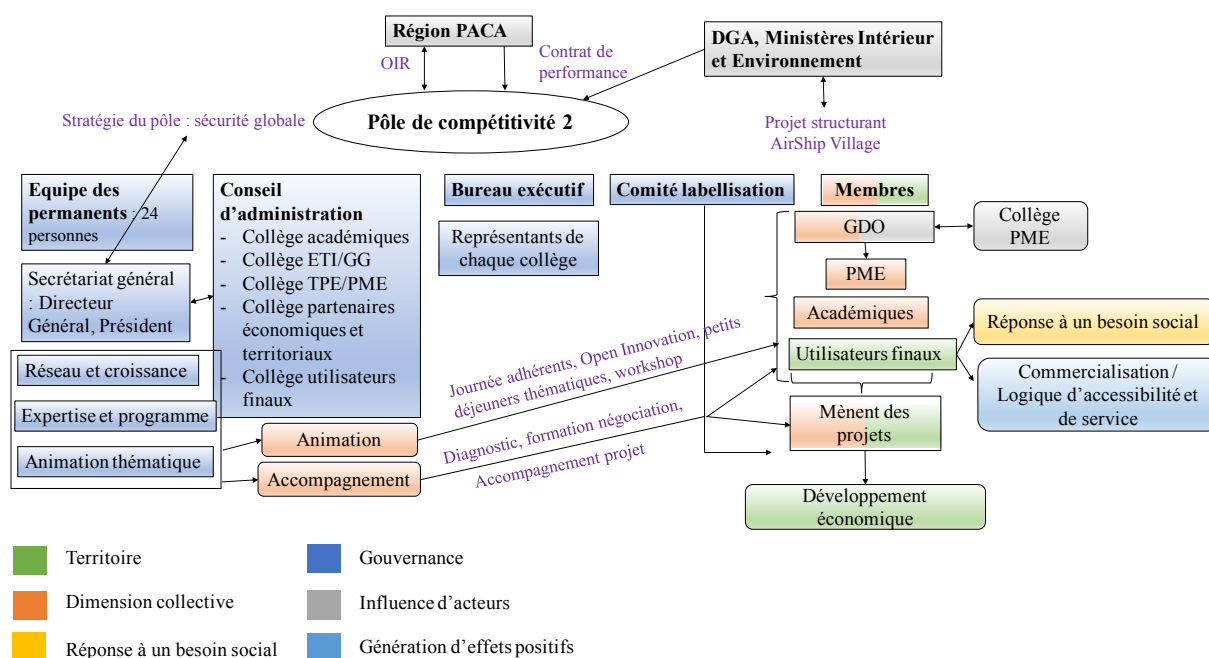 Région PACA
DGA, Ministères Intérieur
et Environnement
OIR
Contrat de
performance
Stratégie du pôle : sécurité globale
Pôle de compétitivité 2
Projet structurant
AirShip Village
Equipe des
permanents : 24
personnes
Conseil
d’administration
- Collège académiques
- Collège ETI/GG
- Collège TPE/PME
- Collège partenaires
économiques et
territoriaux
- Collège utilisateurs
finaux
Bureau exécutif
Représentants de
chaque collège
Comité labellisation
Membres
GDO
Collège
PME
PME
Académiques
Utilisateurs finaux
Réponse à un besoin social
Commercialisation /
Logique d’accessibilité et
de service
Mènent des
projets
Développement
économique
Secrétariat général
: Directeur
Général, Président
Réseau et croissance
Expertise et programme
Animation thématique
Animation
Accompagnement
Journée adhérents, Open Innovation, petits
déjeuners thématiques, workshop
Diagnostic, formation négociation,
Accompagnement projet
Territoire
Gouvernance
Dimension collective
Influence d’acteurs
Réponse à un besoin social
Génération d’effets positifs